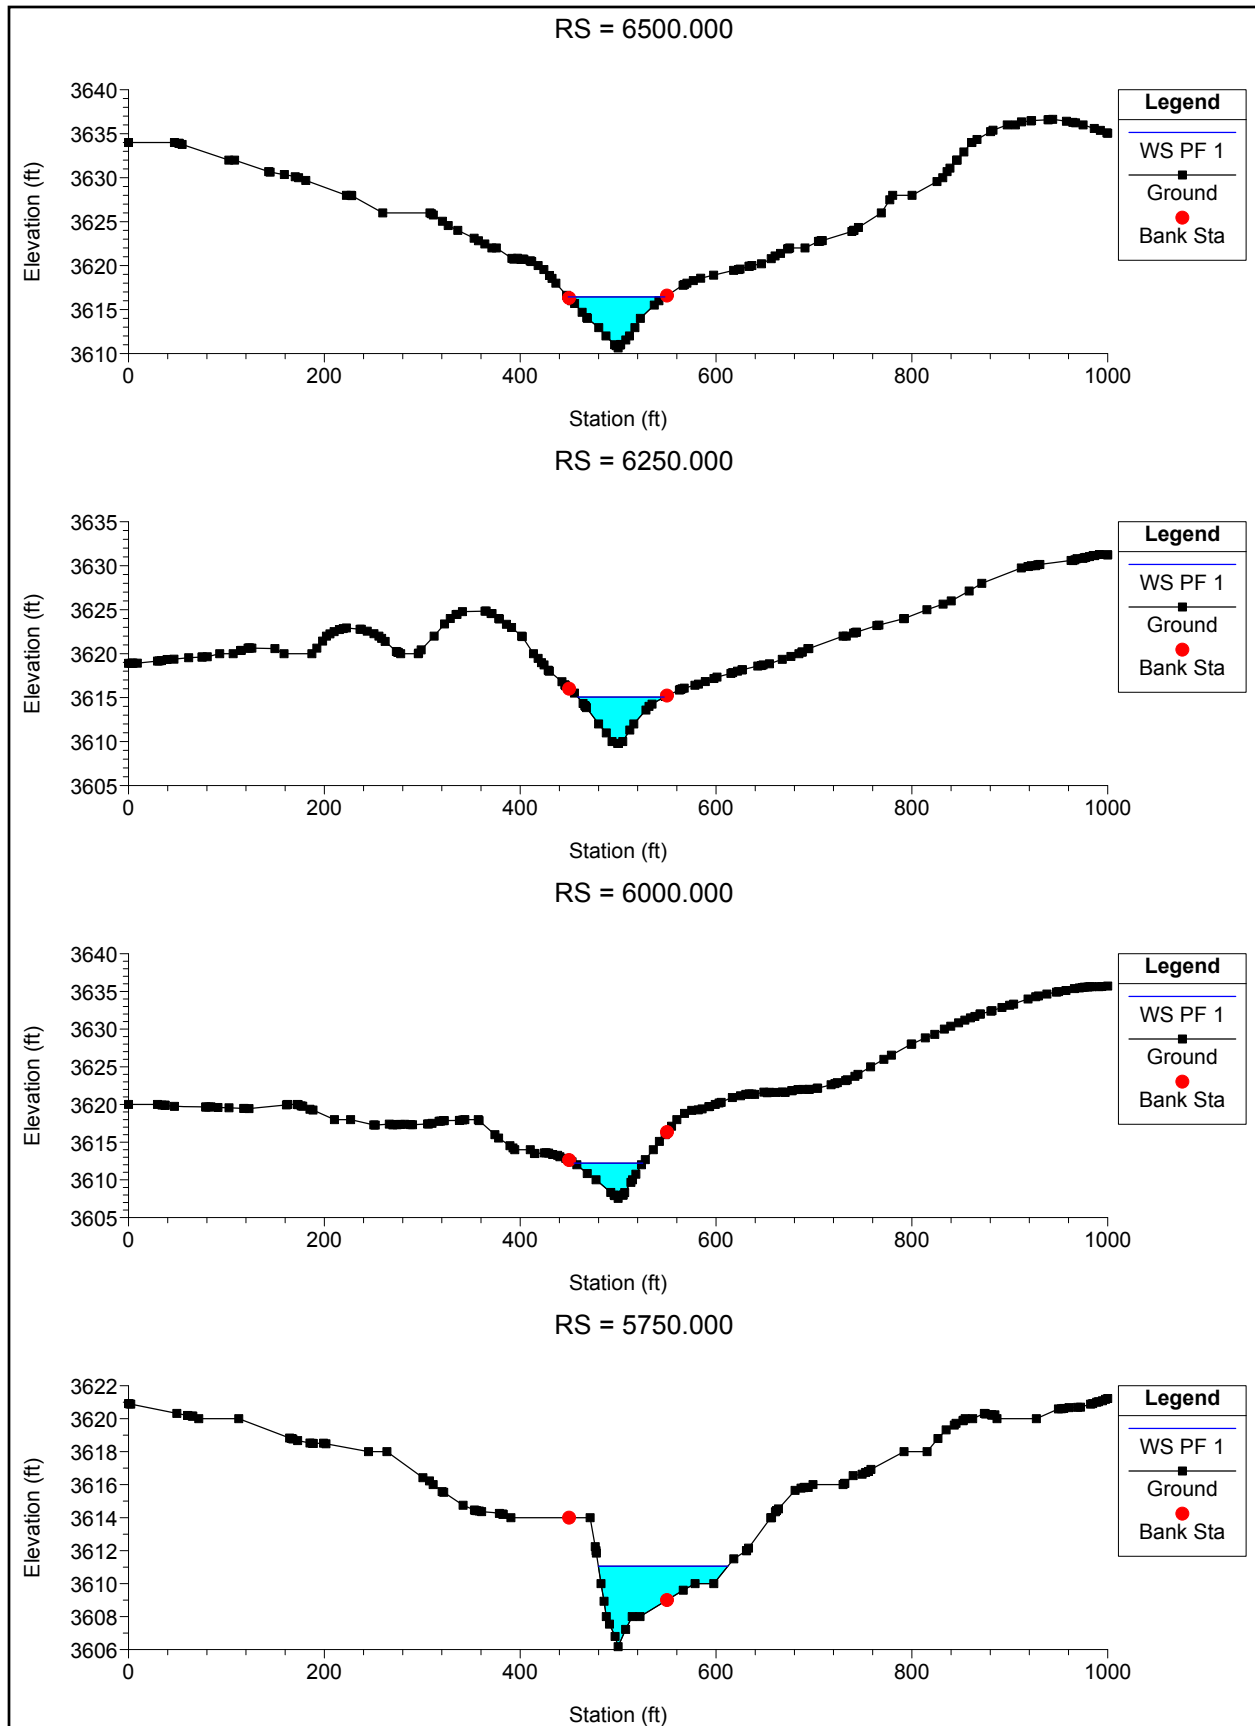 RS = 6500.000
Elevation (ft)
3640
3635
3630
3625
3620
3615
3610
0 200 400 600 800 1000
Station (ft)
Legend
WS PF 1
Ground
Bank Sta
RS = 6250.000
Elevation (ft)
3635
3630
3625
3620
3615
3610
3605
0 200 400 600 800 1000
Station (ft)
Legend
WS PF 1
Ground
Bank Sta
RS = 6000.000
Elevation (ft)
3640
3635
3630
3625
3620
3615
3610
3605
0 200 400 600 800 1000
Station (ft)
Legend
WS PF 1
Ground
Bank Sta
RS = 5750.000
Elevation (ft)
3622
3620
3618
3616
3614
3612
3610
3608
3606
0 200 400 600 800 1000
Station (ft)
Legend
WS PF 1
Ground
Bank Sta